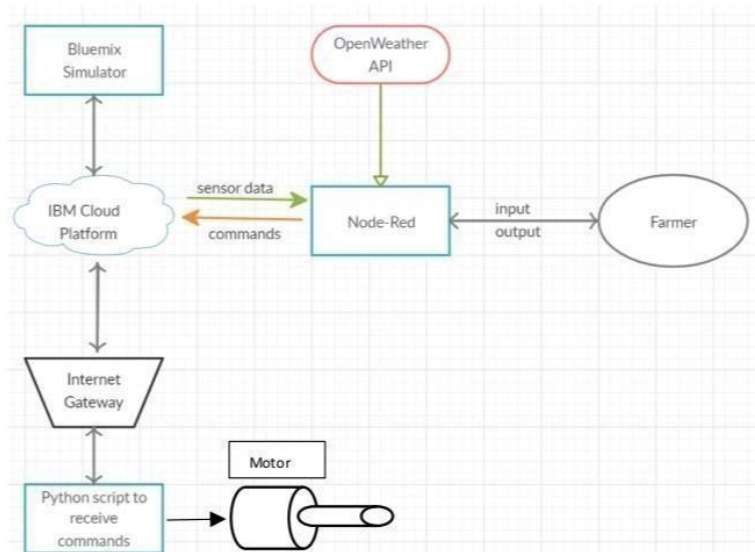 Bluemix
Simulator
OpenWeather
API
sensor data
IBM Cloud
Platform
commands
Node-Red
input
output
Farmer
Internet
Gateway
Motor
Python script to
receive
commands